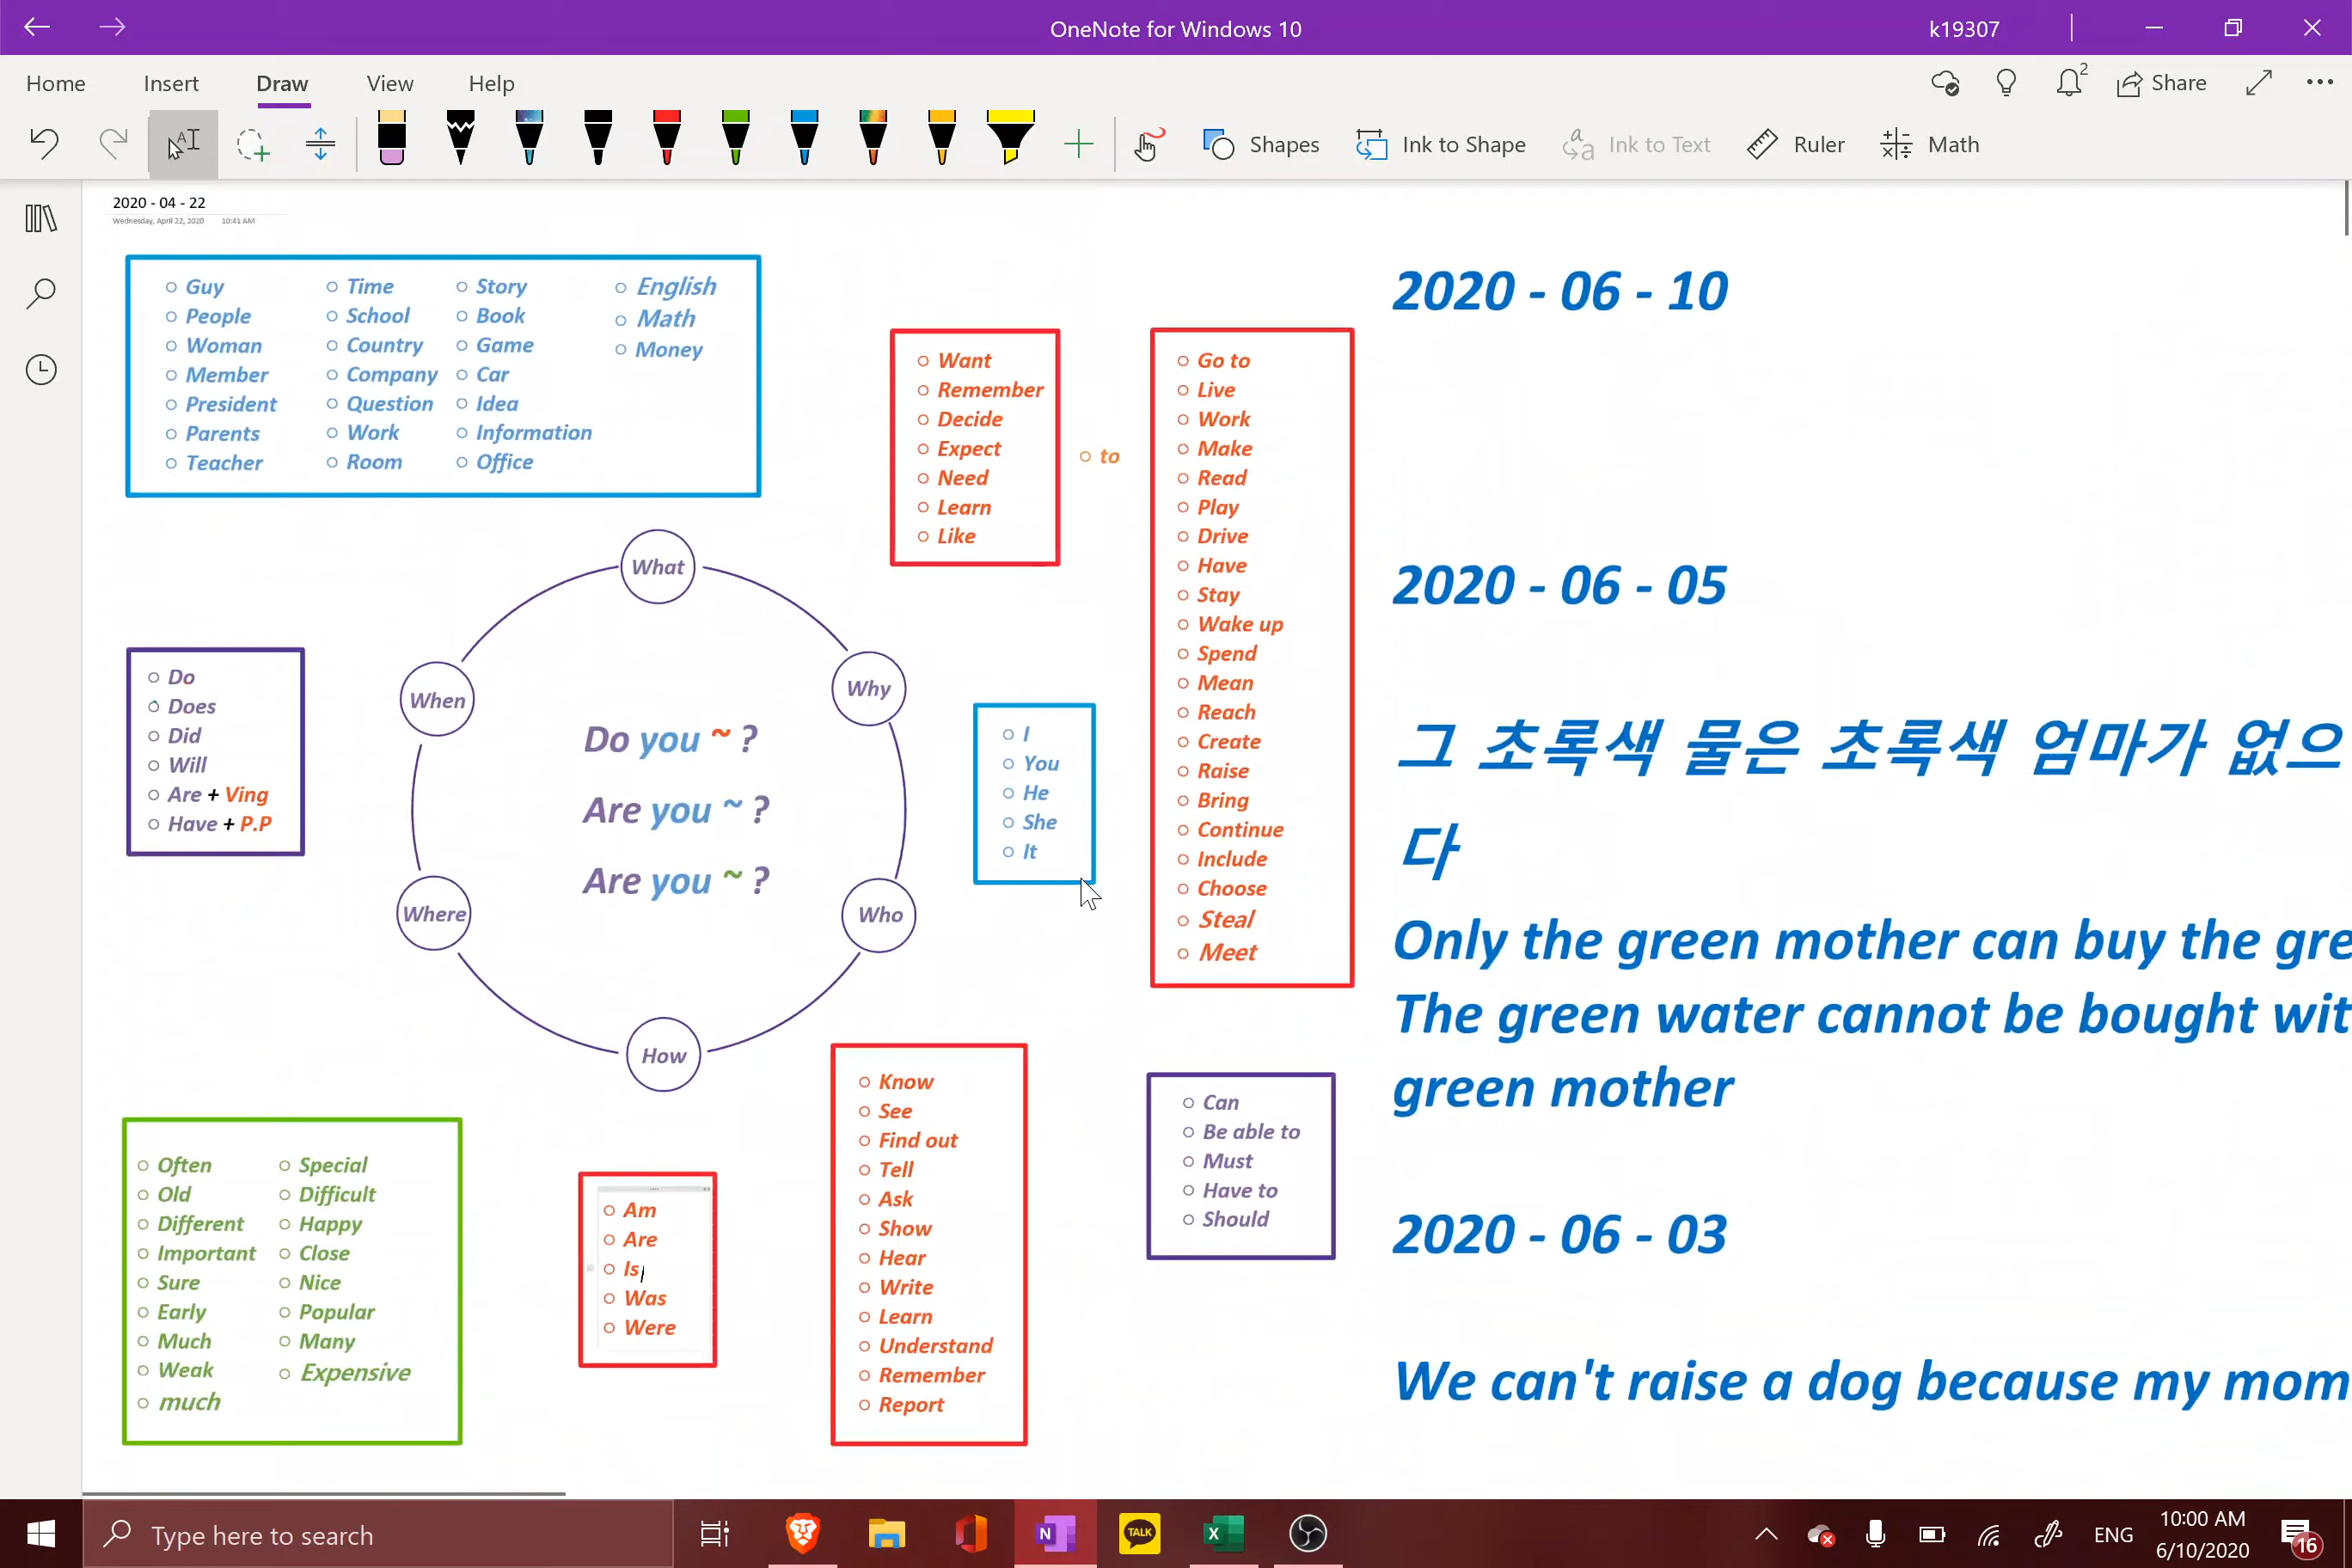 OneNote for Windows 10
k19307
Home Insert Draw View Help
2
Share
Shapes Ink to Shape Ink to Text Ruler Math
2020 - 04 - 22
Wednesday, April 22, 2020 10:41 AM
Guy
People
Woman
Member
President
Parents
Teacher
Time
School
Country
Company
Question
Work
Room
Story
Book
Game
Car
Idea
Information
Office
English
Math
Money
Want
Remember
Decide
Expect
Need
Learn
Like
to
Go to
Live
Work
Make
Read
Play
Drive
Have
Stay
Wake up
Spend
Mean
Reach
Create
Raise
Bring
Continue
Include
Choose
Steal
Meet
What
Why
Who
How
Where
When
Do you ~ ?
Are you ~ ?
Are you ~ ?
Do
Does
Did
Will
Are + Ving
Have + P.P
I
You
He
She
It
Often
Old
Different
Important
Sure
Early
Much
Weak
much
Special
Difficult
Happy
Close
Nice
Popular
Many
Expensive
Am
Are
Is
Was
Were
Know
See
Find out
Tell
Ask
Show
Hear
Write
Learn
Understand
Remember
Report
Can
Be able to
Must
Have to
Should
2020 - 06 - 10
2020 - 06 - 05
그 초록색 물은 초록색 엄마가 없으
다
Only the green mother can buy the gre
The green water cannot be bought wit
green mother
2020 - 06 - 03
We can't raise a dog because my mom
Type here to search
N
TALK
X
ENG
10:00 AM
6/10/2020
16